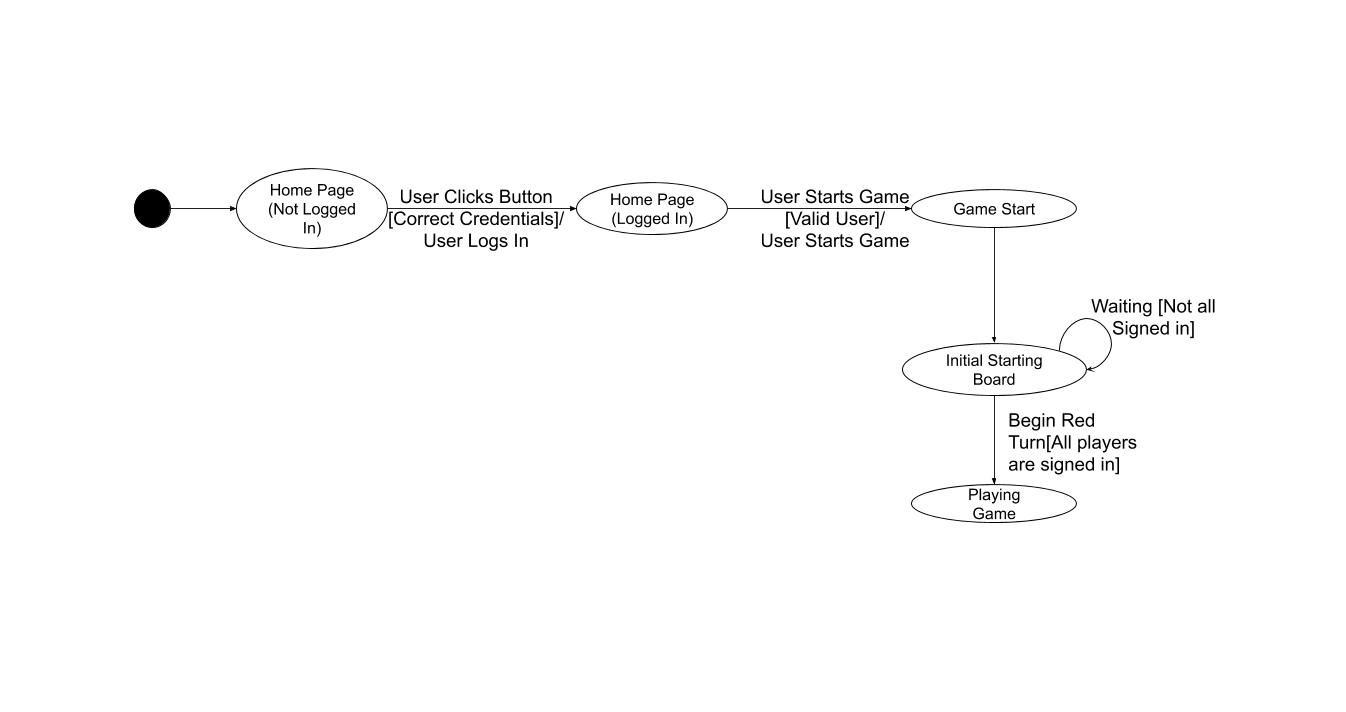 Home Page
(Not Logged
In)
User Clicks Button
[Correct Credentials]/
User Logs In
Home Page
(Logged In)
User Starts Game
[Valid User]/
User Starts Game
Game Start
Waiting [Not all
Signed in]
Initial Starting
Board
Begin Red
Turn[All players
are signed in]
Playing
Game